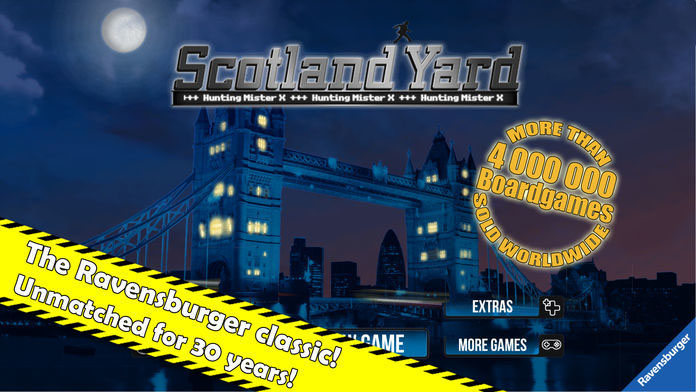 Scotland Yard
+++ Hunting Mister X +++ Hunting Mister X +++ Hunting Mister X
MORE THAN
4 000 000
Boardgames
SOLD WORLDWIDE
The Ravensburger classic!
Unmatched for 30 years!
EXTRAS
GAME
MORE GAMES
Ravensburger